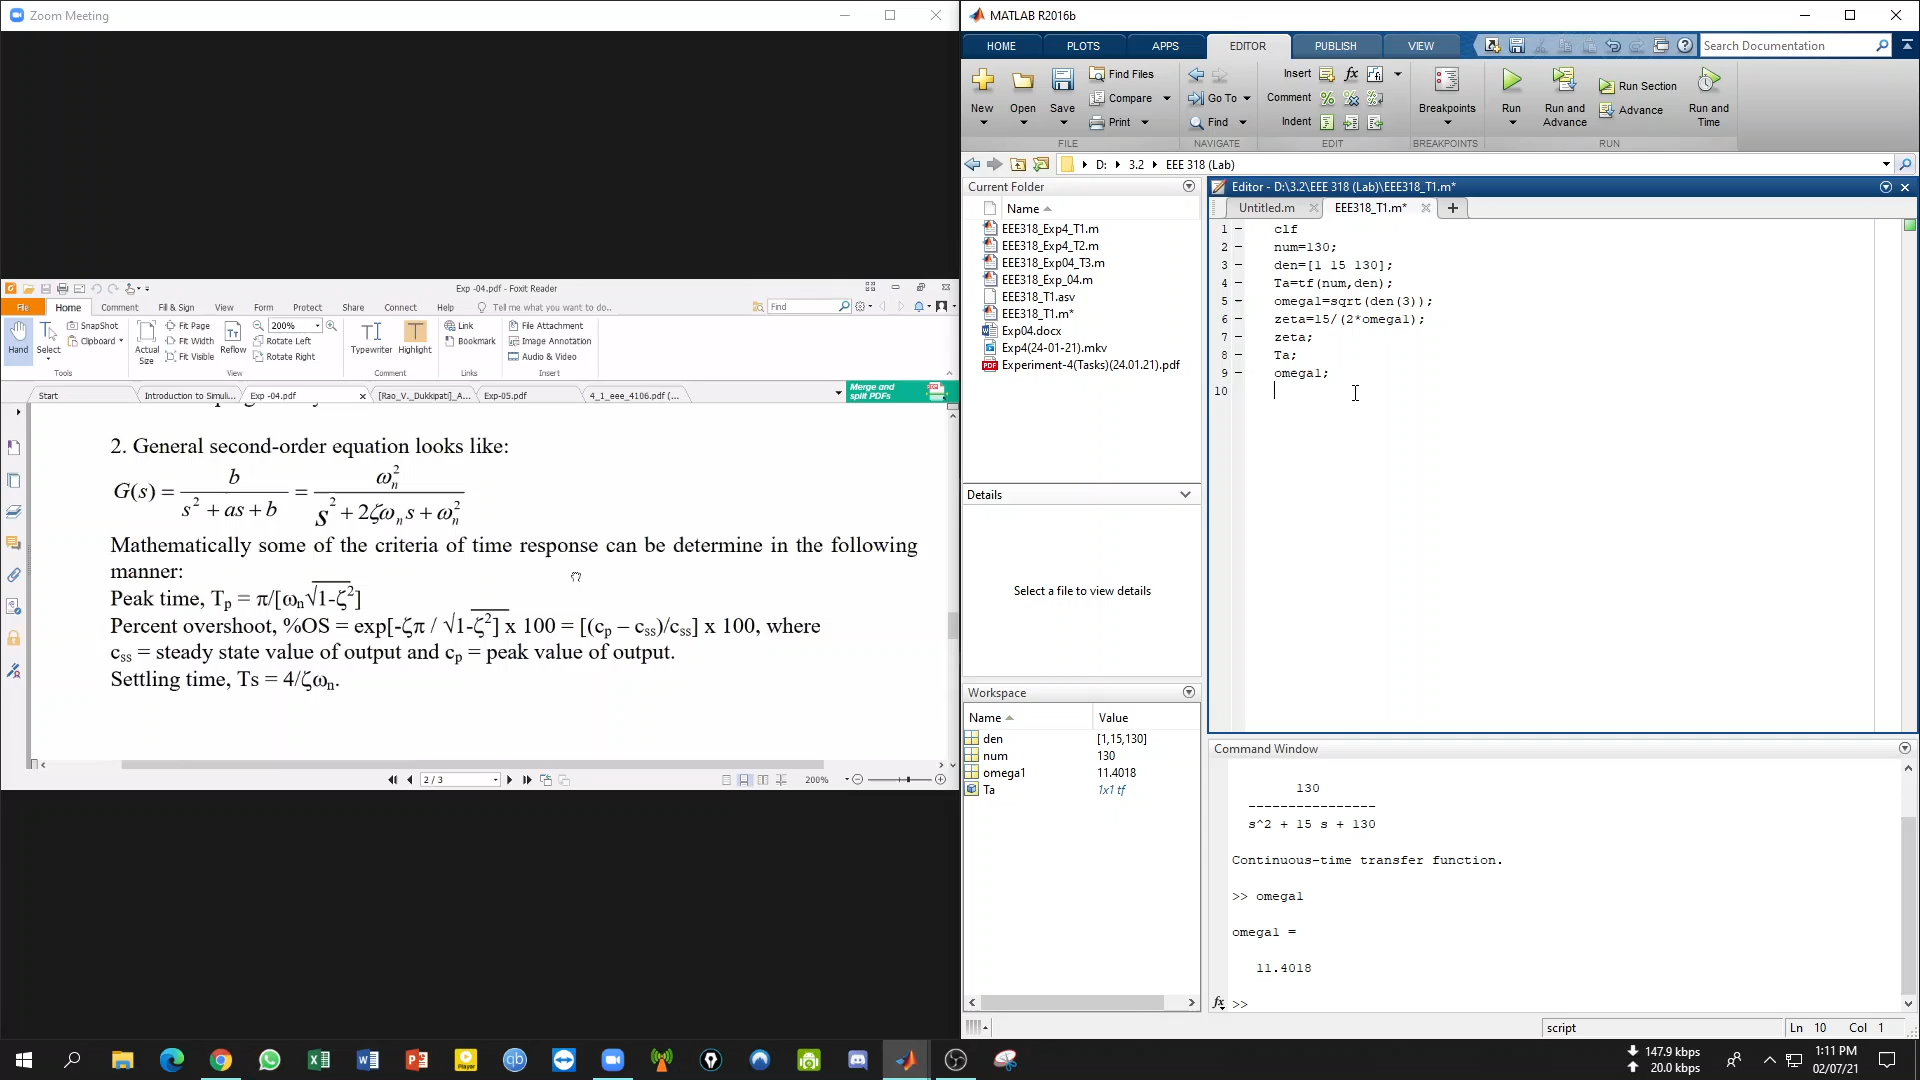 Zoom Meeting
Exp -04.pdf - Foxit Reader
File Home Comment Fill & Sign View Form Protect Share Connect Help Tell me what you want to do.. Find
Hand Select SnapShot Clipboard
Tools
Actual Size Fit Page Fit Width Fit Visible Reflow 200% Rotate Left Rotate Right
View
Typewriter Highlight
Comment
Link Bookmark
Links
File Attachment Image Annotation Audio & Video
Insert
Start Introduction to Simuli... Exp -04.pdf [Rao_V._Dukkpati]_A... Exp-05.pdf 4_1_eee_4106.pdf (... Merge and split PDFs
2. General second-order equation looks like:
G(s) = b / (s² + as + b) = ωₙ² / (s² + 2ζωₙs + ωₙ²)
Mathematically some of the criteria of time response can be determine in the following
manner:
Peak time, Tp = π/[ωn√1-ζ²]
Percent overshoot, %OS = exp[-ζπ / √1-ζ²] x 100 = [(cp – css)/css] x 100, where
css = steady state value of output and cp = peak value of output.
Settling time, Ts = 4/ζωn.
2 / 3 200%
MATLAB R2016b
HOME PLOTS APPS EDITOR PUBLISH VIEW Search Documentation
New Open Save Find Files Compare Print
FILE
Go To Find
NAVIGATE
Insert fx Comment Indent
EDIT
Breakpoints
BREAKPOINTS
Run Run and Advance Run Section Advance Run and Time
RUN
D: 3.2 EEE 318 (Lab)
Current Folder
Name
EEE318_Exp4_T1.m
EEE318_Exp4_T2.m
EEE318_Exp04_T3.m
EEE318_Exp_04.m
EEE318_T1.asv
EEE318_T1.m*
Exp04.docx
Exp4(24-01-21).mkv
Experiment-4(Tasks)(24.01.21).pdf
Details
Select a file to view details
Workspace
Name Value
den [1,15,130]
num 130
omega1 11.4018
Ta 1x1 tf
Editor - D:\3.2\EEE 318 (Lab)\EEE318_T1.m*
Untitled.m EEE318_T1.m*
1 clf
2 num=130;
3 den=[1 15 130];
4 Ta=tf(num,den);
5 omega1=sqrt(den(3));
6 zeta=15/(2*omega1);
7 zeta;
8 Ta;
9 omega1;
10
Command Window
130
----------------
s^2 + 15 s + 130
Continuous-time transfer function.
>> omega1
omega1 =
11.4018
fx >>
script Ln 10 Col 1
147.9 kbps
20.0 kbps
1:11 PM
02/07/21